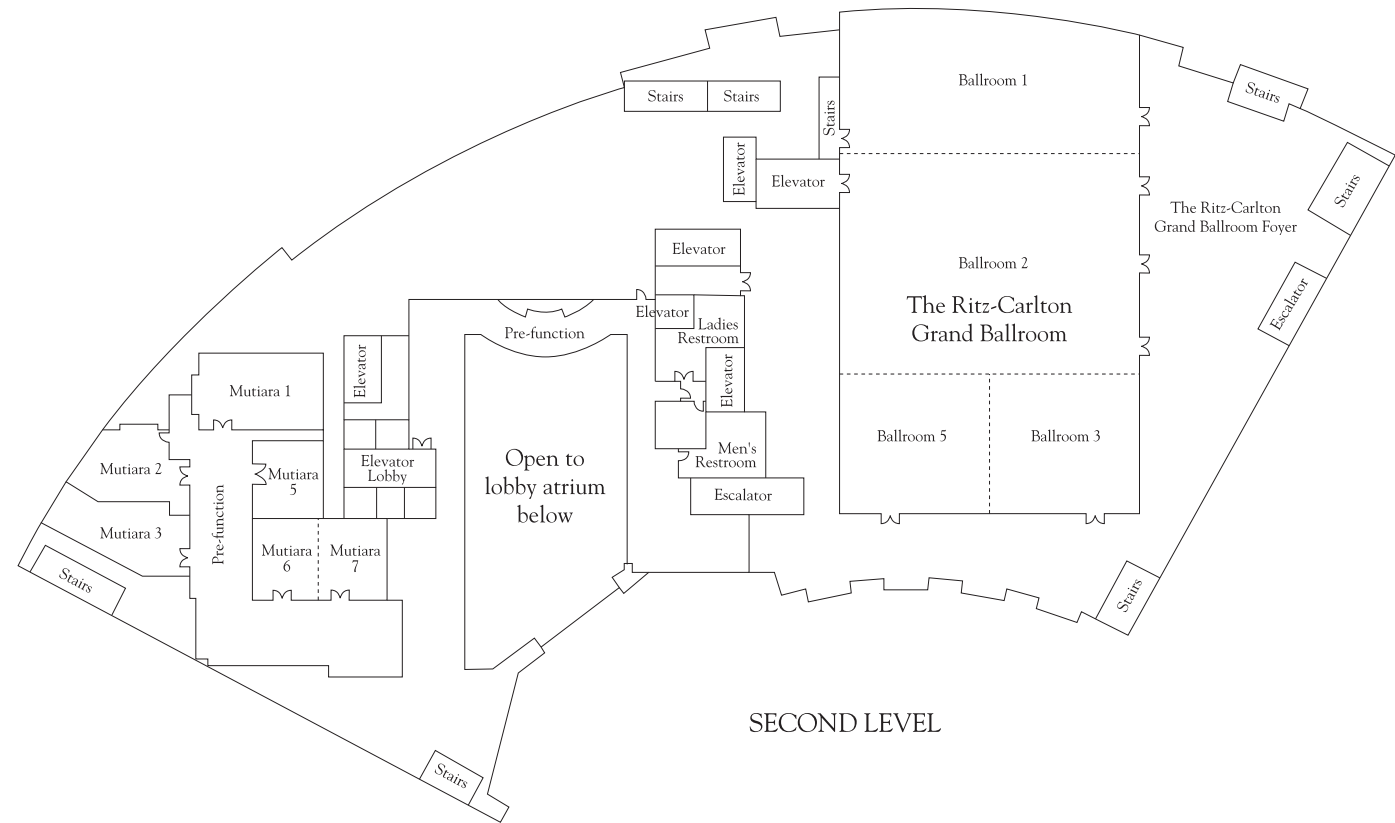 Ballroom 1
Stairs
Stairs
Stairs
Stairs
Elevator
Elevator
Stairs
The Ritz-Carlton
Grand Ballroom Foyer
Elevator
Ballroom 2
Elevator
Escalator
The Ritz-Carlton
Grand Ballroom
Ladies
Restroom
Pre-function
Elevator
Elevator
Mutiara 1
Ballroom 5
Ballroom 3
Men's
Restroom
Elevator
Lobby
Open to
lobby atrium
below
Mutiara 2
Mutiara
5
Escalator
Pre-function
Mutiara 3
Mutiara
6
Mutiara
7
Stairs
Stairs
SECOND LEVEL
Stairs